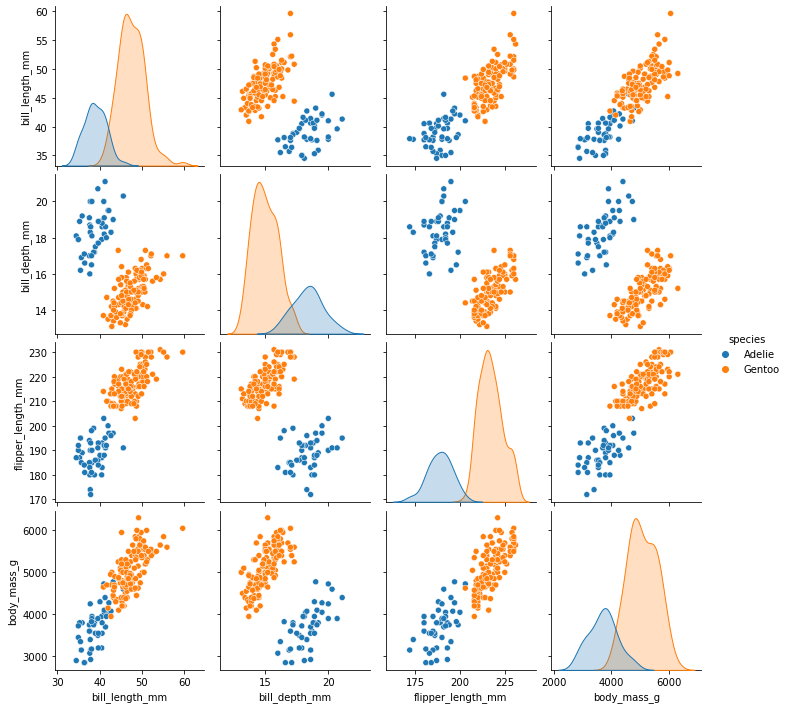 bill_length_mm
60
55
50
45
40
35
bill_depth_mm
20
18
16
14
species
Adelie
Gentoo
flipper_length_mm
230
220
210
200
190
180
170
body_mass_g
6000
5000
4000
3000
30 40 50 60
15 20
175 200 225
2000 4000 6000
bill_length_mm
bill_depth_mm
flipper_length_mm
body_mass_g